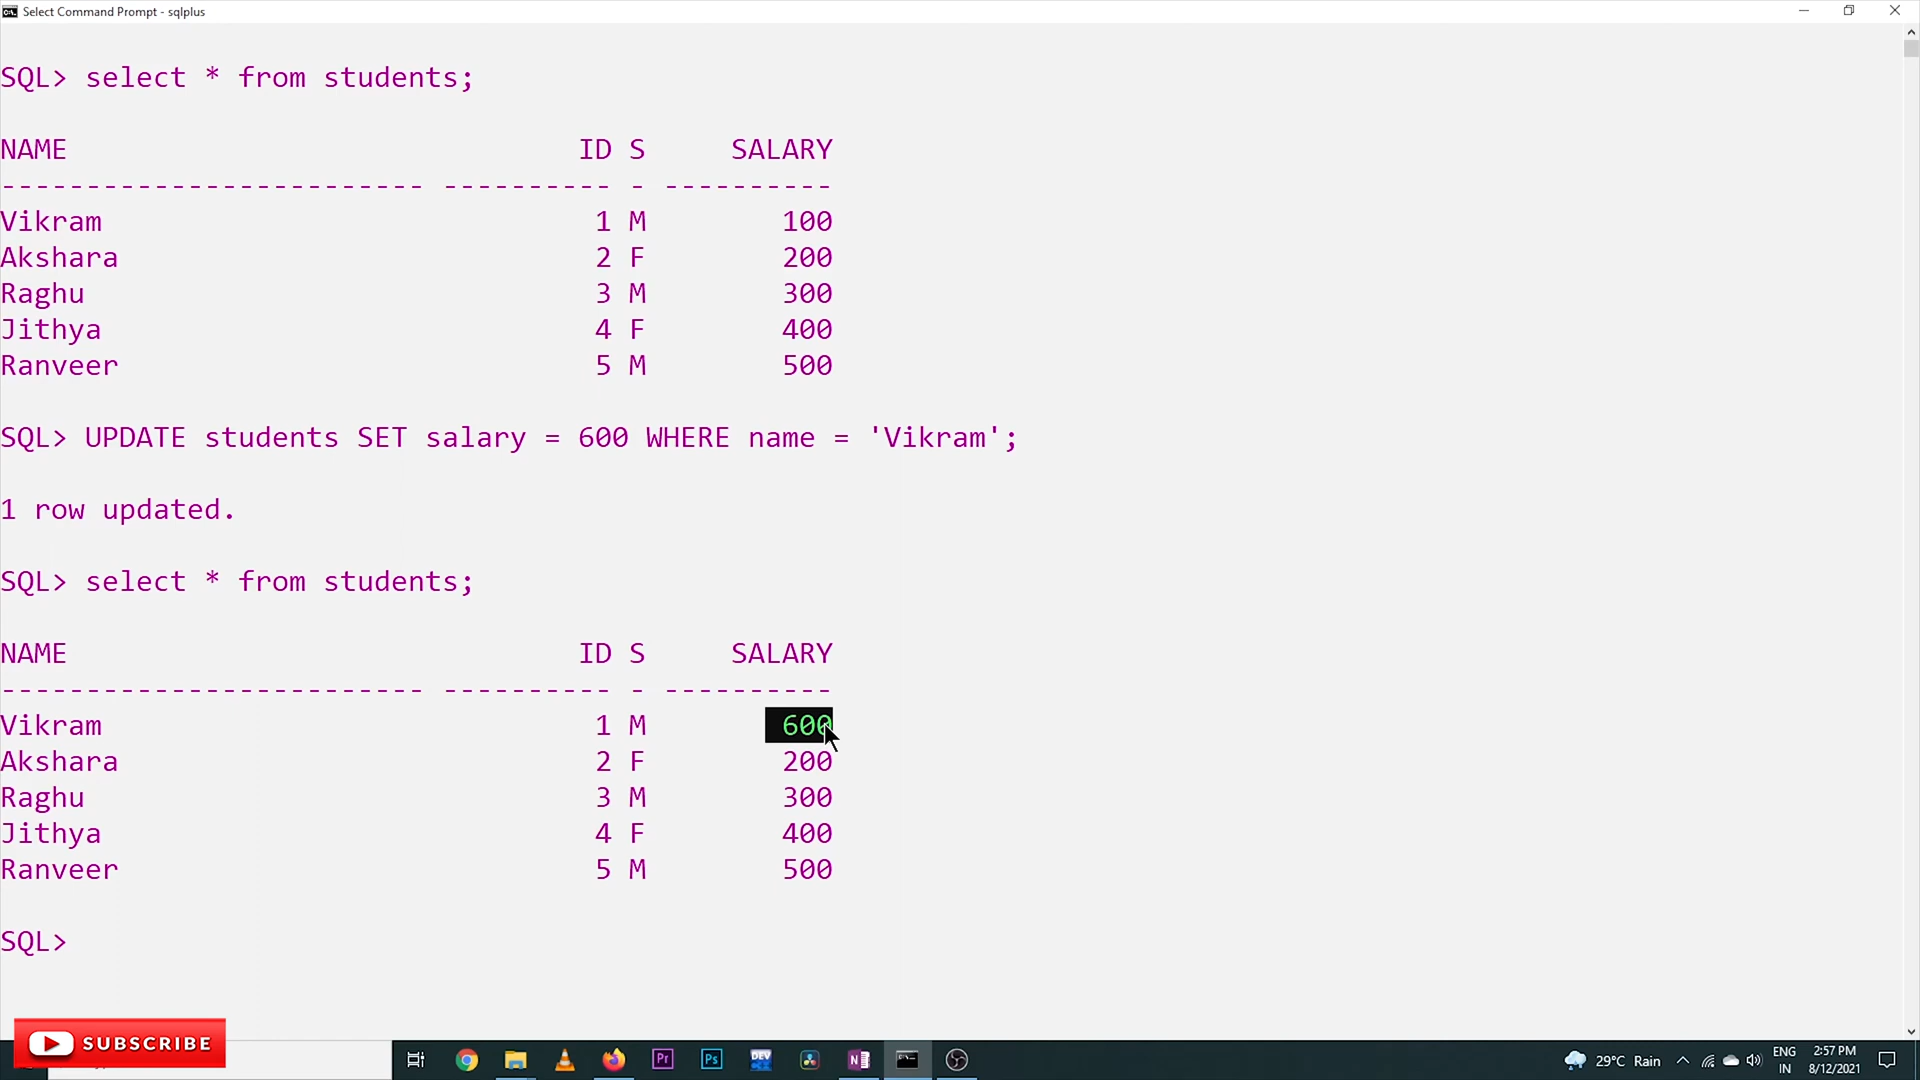 Select Command Prompt - sqlplus
SQL> select * from students;
NAME ID S SALARY
------------------------- ---------- - ----------
Vikram 1 M 100
Akshara 2 F 200
Raghu 3 M 300
Jithya 4 F 400
Ranveer 5 M 500
SQL> UPDATE students SET salary = 600 WHERE name = 'Vikram';
1 row updated.
SQL> select * from students;
NAME ID S SALARY
------------------------- ---------- - ----------
Vikram 1 M 600
Akshara 2 F 200
Raghu 3 M 300
Jithya 4 F 400
Ranveer 5 M 500
SQL>
SUBSCRIBE
Pr
Ps
DEV
N
29°C Rain
ENG
IN
2:57 PM
8/12/2021